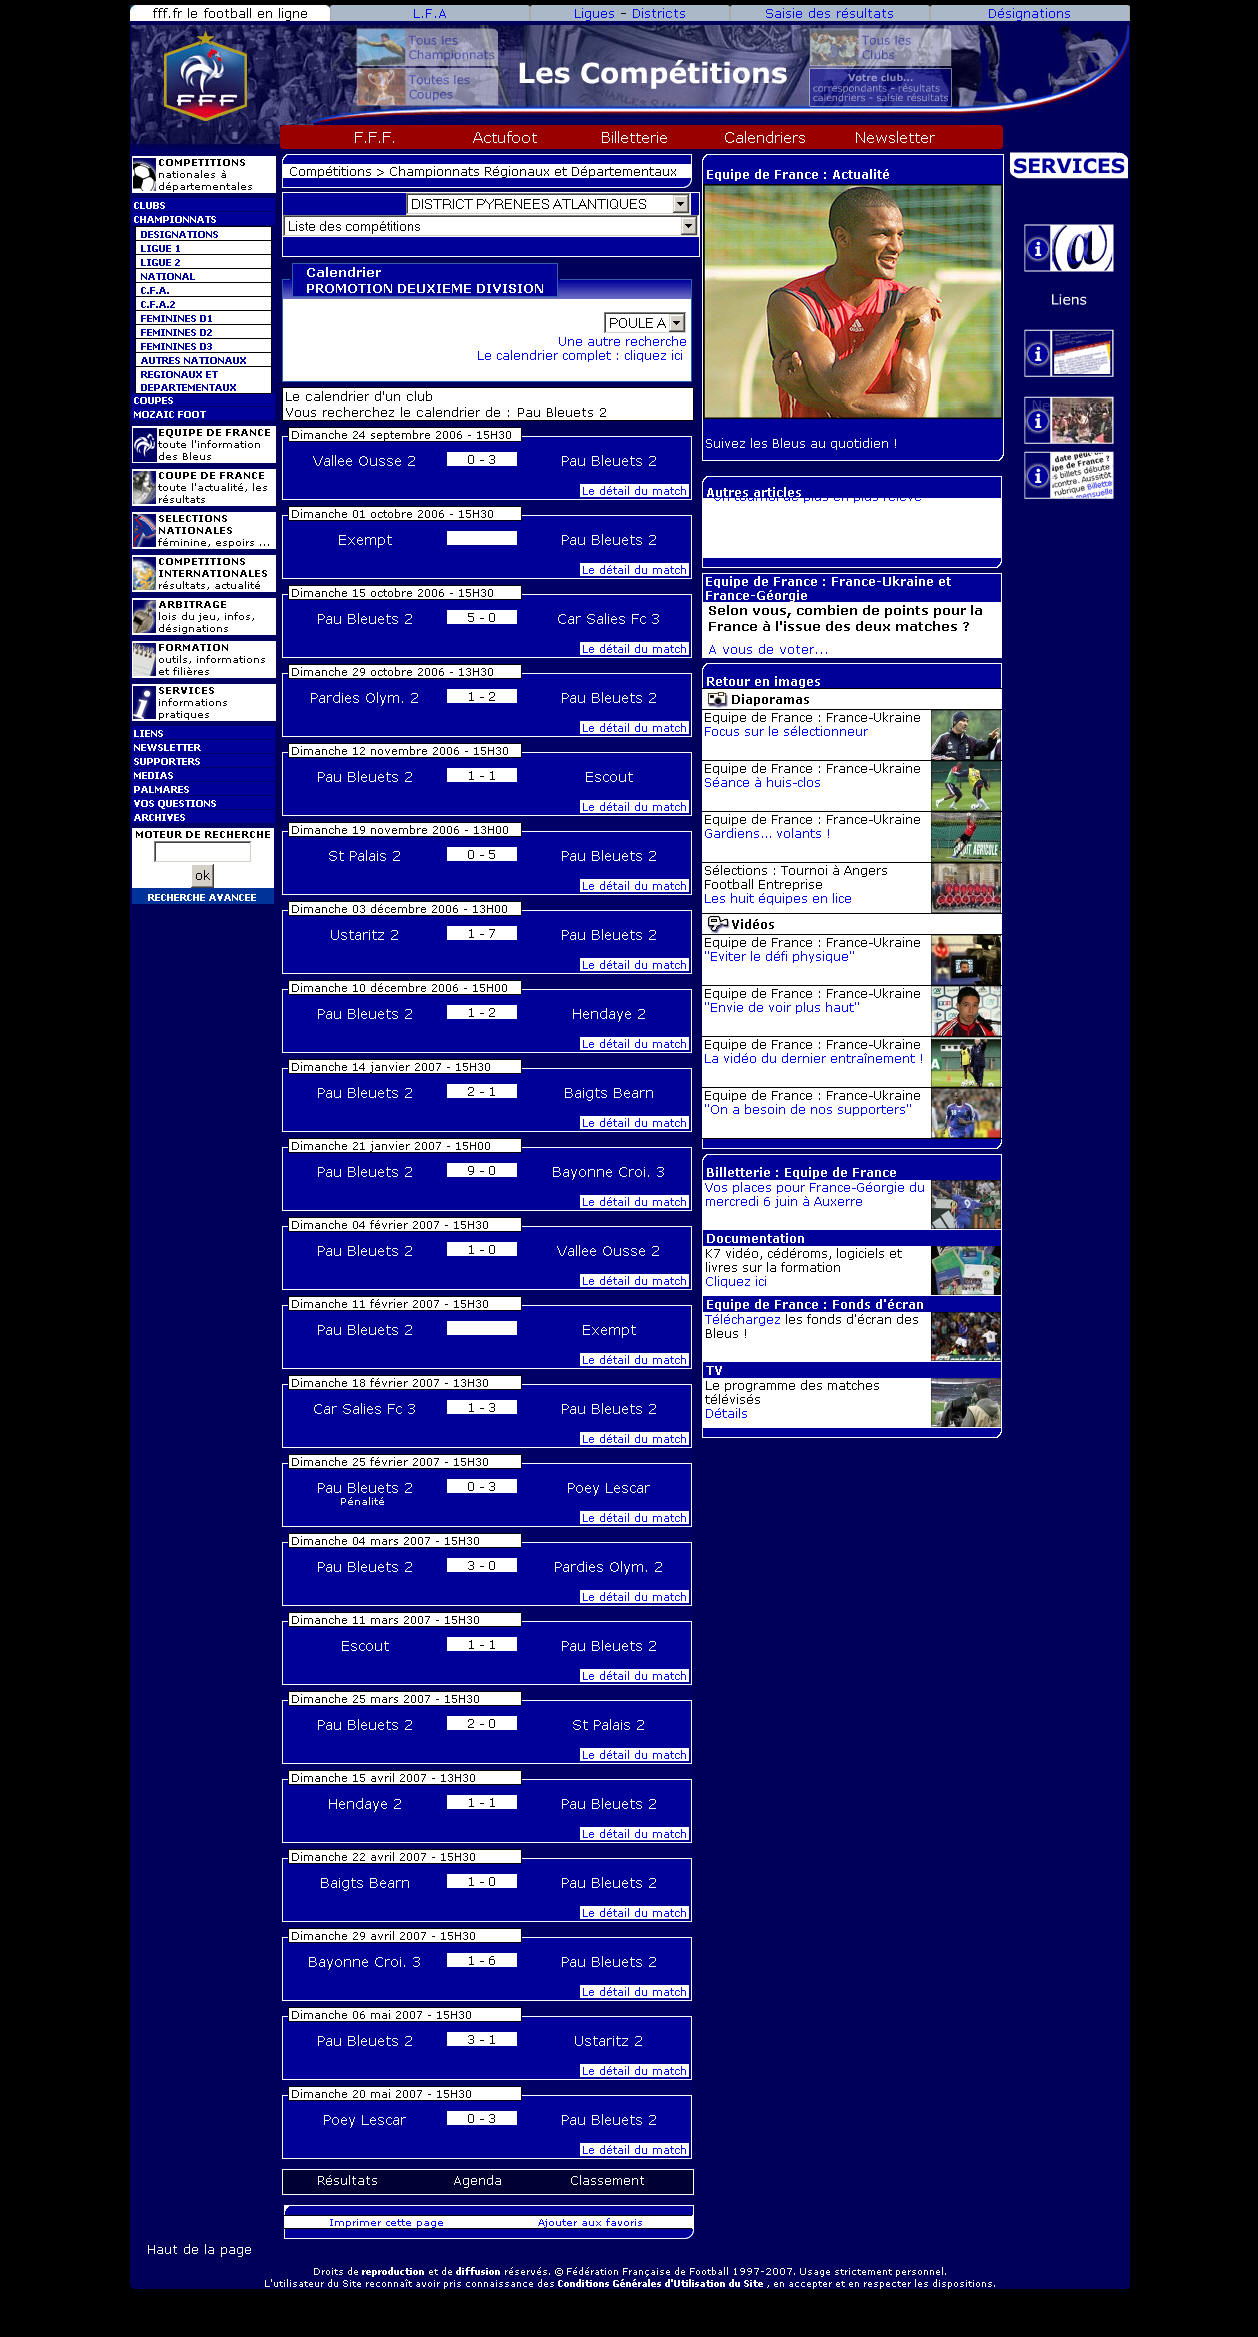 fff.fr le football en ligne
L.F.A
Ligues - Districts
Saisie des résultats
Désignations
FFF
Tous les
Championnats
Toutes les
Coupes
Les Compétitions
Tous les
Clubs
Votre club...
correspondants - résultats
calendriers - saisie résultats
F.F.F.
Actufoot
Billetterie
Calendriers
Newsletter
COMPETITIONS
nationales à
départementales
CLUBS
CHAMPIONNATS
DESIGNATIONS
LIGUE 1
LIGUE 2
NATIONAL
C.F.A.
C.F.A.2
FEMININES D1
FEMININES D2
FEMININES D3
AUTRES NATIONAUX
REGIONAUX ET
DEPARTEMENTAUX
COUPES
MOZAIC FOOT
EQUIPE DE FRANCE
toute l'information
des Bleus
COUPE DE FRANCE
toute l'actualité, les
résultats
SELECTIONS
NATIONALES
féminine, espoirs ...
COMPETITIONS
INTERNATIONALES
résultats, actualité
ARBITRAGE
lois du jeu, infos,
désignations
FORMATION
outils, informations
et filières
SERVICES
informations
pratiques
LIENS
NEWSLETTER
SUPPORTERS
MEDIAS
PALMARES
VOS QUESTIONS
ARCHIVES
MOTEUR DE RECHERCHE
ok
RECHERCHE AVANCEE
Compétitions > Championnats Régionaux et Départementaux
DISTRICT PYRENEES ATLANTIQUES
Liste des compétitions
Calendrier
PROMOTION DEUXIEME DIVISION
POULE A
Une autre recherche
Le calendrier complet : cliquez ici
Le calendrier d'un club
Vous recherchez le calendrier de : Pau Bleuets 2
Dimanche 24 septembre 2006 - 15H30
Vallee Ousse 2 0 - 3 Pau Bleuets 2
Le détail du match
Dimanche 01 octobre 2006 - 15H30
Exempt Pau Bleuets 2
Le détail du match
Dimanche 15 octobre 2006 - 15H30
Pau Bleuets 2 5 - 0 Car Salies Fc 3
Le détail du match
Dimanche 29 octobre 2006 - 13H30
Pardies Olym. 2 1 - 2 Pau Bleuets 2
Le détail du match
Dimanche 12 novembre 2006 - 15H30
Pau Bleuets 2 1 - 1 Escout
Le détail du match
Dimanche 19 novembre 2006 - 13H00
St Palais 2 0 - 5 Pau Bleuets 2
Le détail du match
Dimanche 03 décembre 2006 - 13H00
Ustaritz 2 1 - 7 Pau Bleuets 2
Le détail du match
Dimanche 10 décembre 2006 - 15H00
Pau Bleuets 2 1 - 2 Hendaye 2
Le détail du match
Dimanche 14 janvier 2007 - 15H30
Pau Bleuets 2 2 - 1 Baigts Bearn
Le détail du match
Dimanche 21 janvier 2007 - 15H00
Pau Bleuets 2 9 - 0 Bayonne Croi. 3
Le détail du match
Dimanche 04 février 2007 - 15H30
Pau Bleuets 2 1 - 0 Vallee Ousse 2
Le détail du match
Dimanche 11 février 2007 - 15H30
Pau Bleuets 2 Exempt
Le détail du match
Dimanche 18 février 2007 - 13H30
Car Salies Fc 3 1 - 3 Pau Bleuets 2
Le détail du match
Dimanche 25 février 2007 - 15H30
Pau Bleuets 2 0 - 3 Poey Lescar
Pénalité
Le détail du match
Dimanche 04 mars 2007 - 15H30
Pau Bleuets 2 3 - 0 Pardies Olym. 2
Le détail du match
Dimanche 11 mars 2007 - 15H30
Escout 1 - 1 Pau Bleuets 2
Le détail du match
Dimanche 25 mars 2007 - 15H30
Pau Bleuets 2 2 - 0 St Palais 2
Le détail du match
Dimanche 15 avril 2007 - 13H30
Hendaye 2 1 - 1 Pau Bleuets 2
Le détail du match
Dimanche 22 avril 2007 - 15H30
Baigts Bearn 1 - 0 Pau Bleuets 2
Le détail du match
Dimanche 29 avril 2007 - 15H30
Bayonne Croi. 3 1 - 6 Pau Bleuets 2
Le détail du match
Dimanche 06 mai 2007 - 15H30
Pau Bleuets 2 3 - 1 Ustaritz 2
Le détail du match
Dimanche 20 mai 2007 - 15H30
Poey Lescar 0 - 3 Pau Bleuets 2
Le détail du match
Résultats Agenda Classement
Imprimer cette page Ajouter aux favoris
Equipe de France : Actualité
Suivez les Bleus au quotidien !
Autres articles
Un tournoi de plus en plus relevé
Equipe de France : France-Ukraine et
France-Géorgie
Selon vous, combien de points pour la
France à l'issue des deux matches ?
A vous de voter...
Retour en images
Diaporamas
Equipe de France : France-Ukraine
Focus sur le sélectionneur
Equipe de France : France-Ukraine
Séance à huis-clos
Equipe de France : France-Ukraine
Gardiens... volants !
Sélections : Tournoi à Angers
Football Entreprise
Les huit équipes en lice
Vidéos
Equipe de France : France-Ukraine
"Eviter le défi physique"
Equipe de France : France-Ukraine
"Envie de voir plus haut"
Equipe de France : France-Ukraine
La vidéo du dernier entraînement !
Equipe de France : France-Ukraine
"On a besoin de nos supporters"
Billetterie : Equipe de France
Vos places pour France-Géorgie du
mercredi 6 juin à Auxerre
Documentation
K7 vidéo, cédéroms, logiciels et
livres sur la formation
Cliquez ici
Equipe de France : Fonds d'écran
Téléchargez les fonds d'écran des
Bleus !
TV
Le programme des matches
télévisés
Détails
SERVICES
@
Liens
Haut de la page
Droits de reproduction et de diffusion réservés. © Fédération Française de Football 1997-2007. Usage strictement personnel.
L'utilisateur du Site reconnaît avoir pris connaissance des Conditions Générales d'Utilisation du Site , en accepter et en respecter les dispositions.